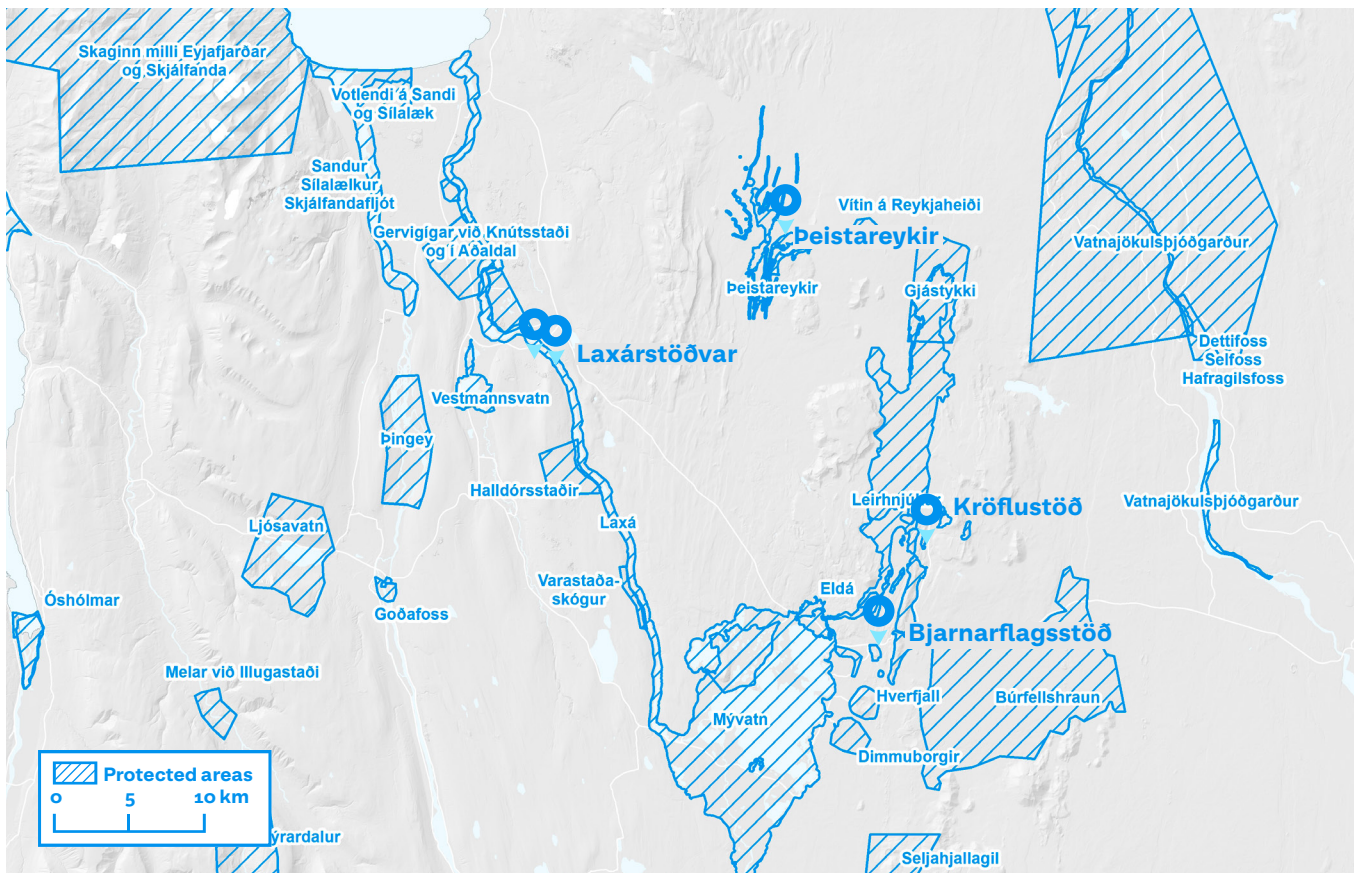 Skaginn milli Eyjafjarðar
og Skjálfanda
Votlendi á Sandi
og Sílalæk
Sandur
Sílalælkur
Skjálfandafljót
Gervigígar við Knútsstaði
og í Aðaldal
Vítin á Reykjaheiði
Þeistareykir
Þeistareykir
Gjástykki
Vatnajökulsþjóðgarður
Dettifoss
Selfoss
Hafragilsfoss
Laxárstöðvar
Vestmannsvatn
Þingey
Halldórsstaðir
Laxá
Ljósavatn
Kröflustöð
Vatnajökulsþjóðgarður
Varastaða-
skógur
Eldá
Óshólmar
Goðafoss
Bjarnarflagsstöð
Melar við Illugastaði
Hverfjall
Búrfellshraun
Mývatn
Dimmuborgir
Protected areas
0 5 10 km
Seljahjallagil